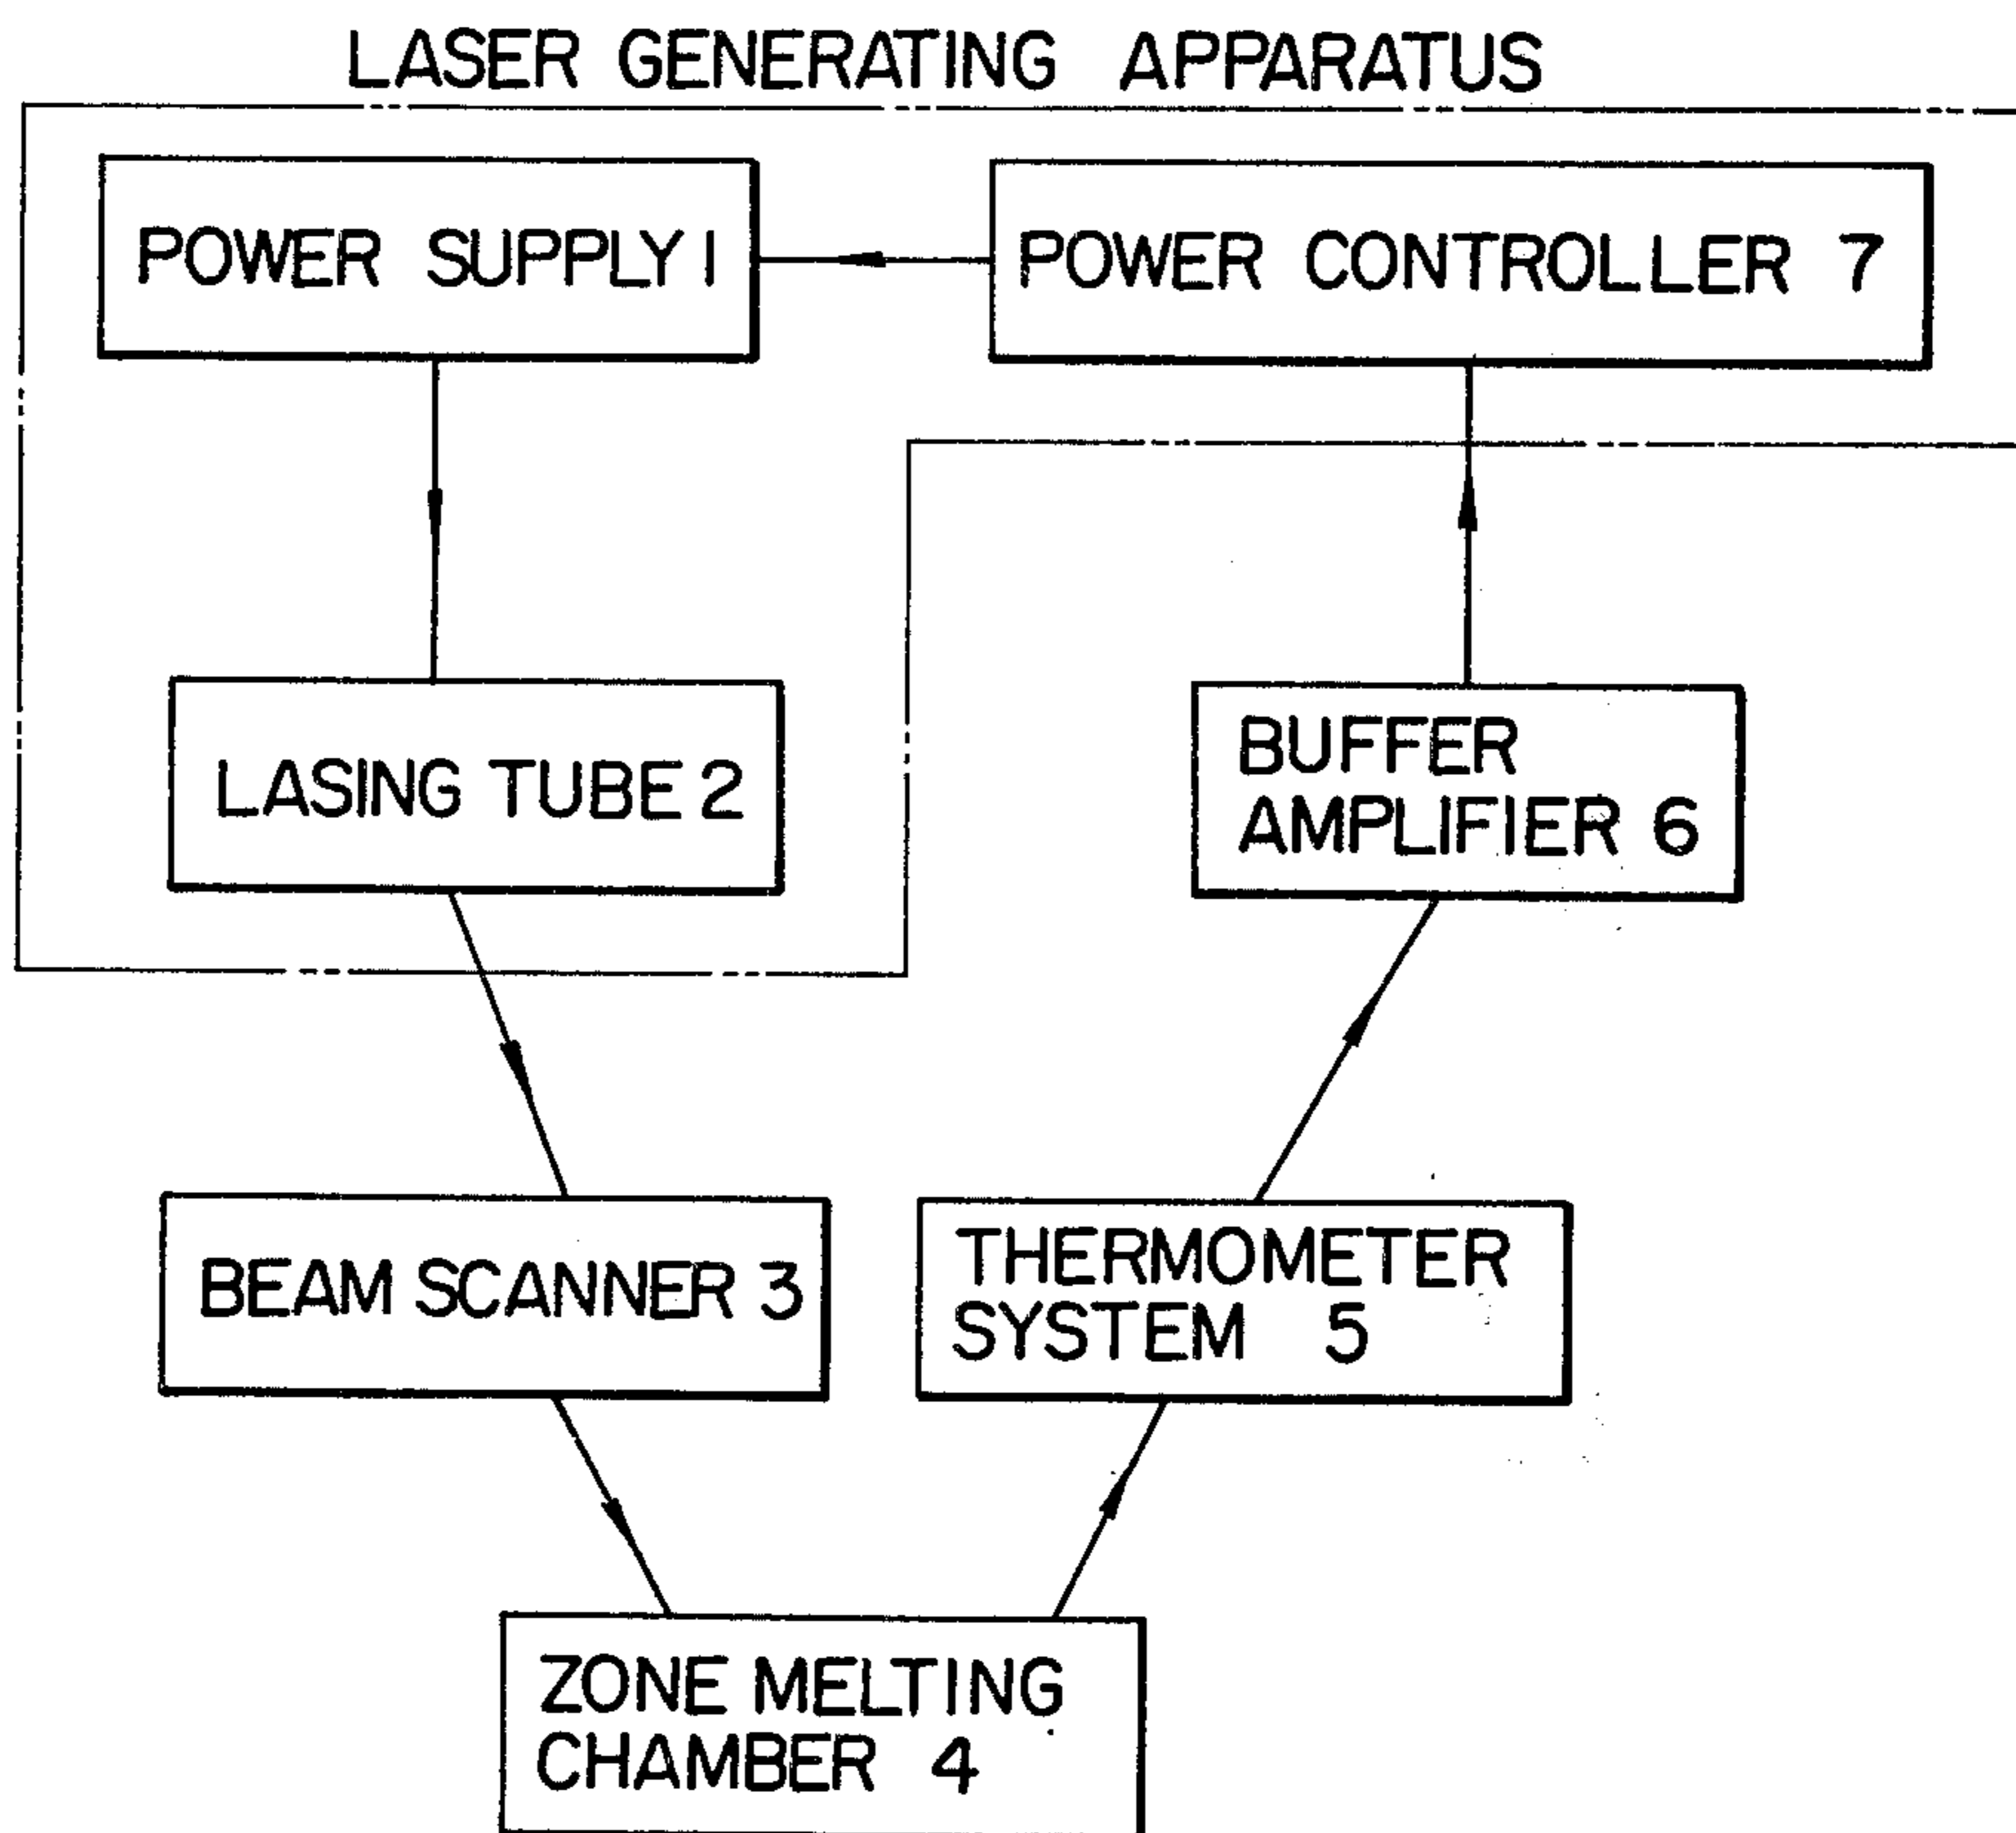 LASER GENERATING APPARATUS
POWER SUPPLY 1
POWER CONTROLLER 7
LASING TUBE 2
BUFFER
AMPLIFIER 6
BEAM SCANNER 3
THERMOMETER
SYSTEM 5
ZONE MELTING
CHAMBER 4